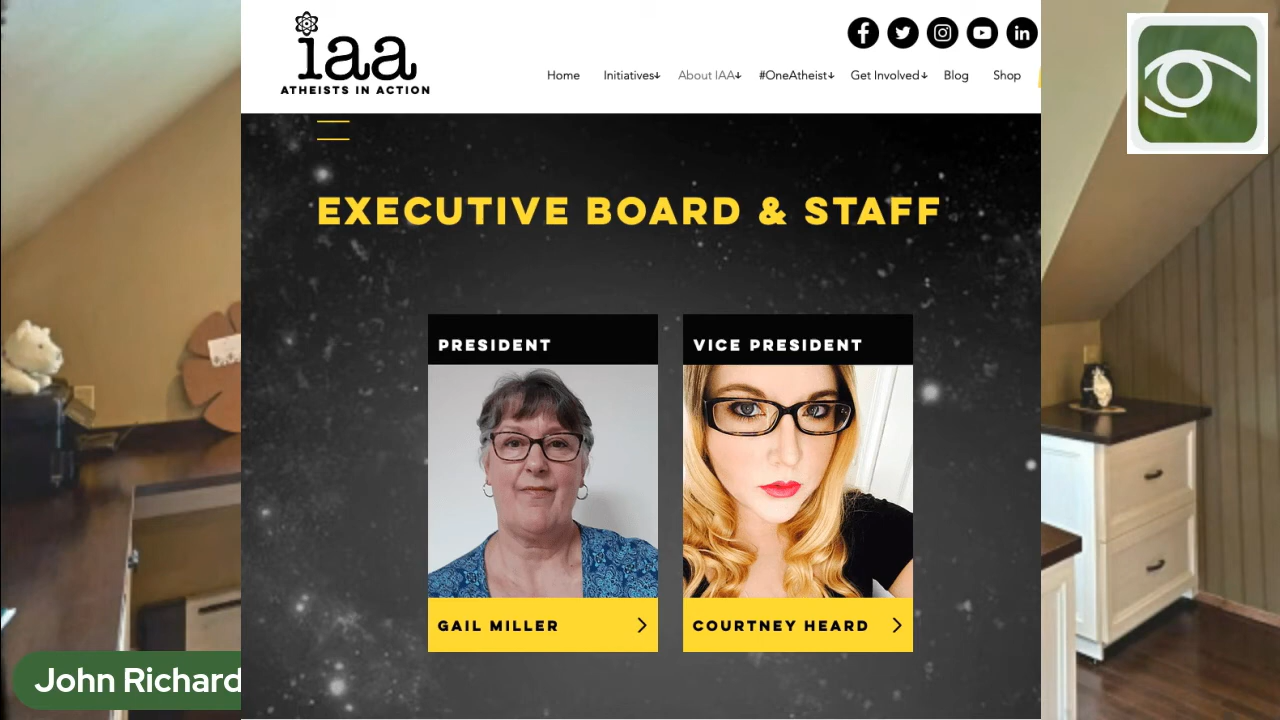 iaa
ATHEISTS IN ACTION
Home Initiatives↓ About IAA↓ #OneAtheist↓ Get Involved↓ Blog Shop
EXECUTIVE BOARD & STAFF
PRESIDENT
GAIL MILLER
VICE PRESIDENT
COURTNEY HEARD
John Richard